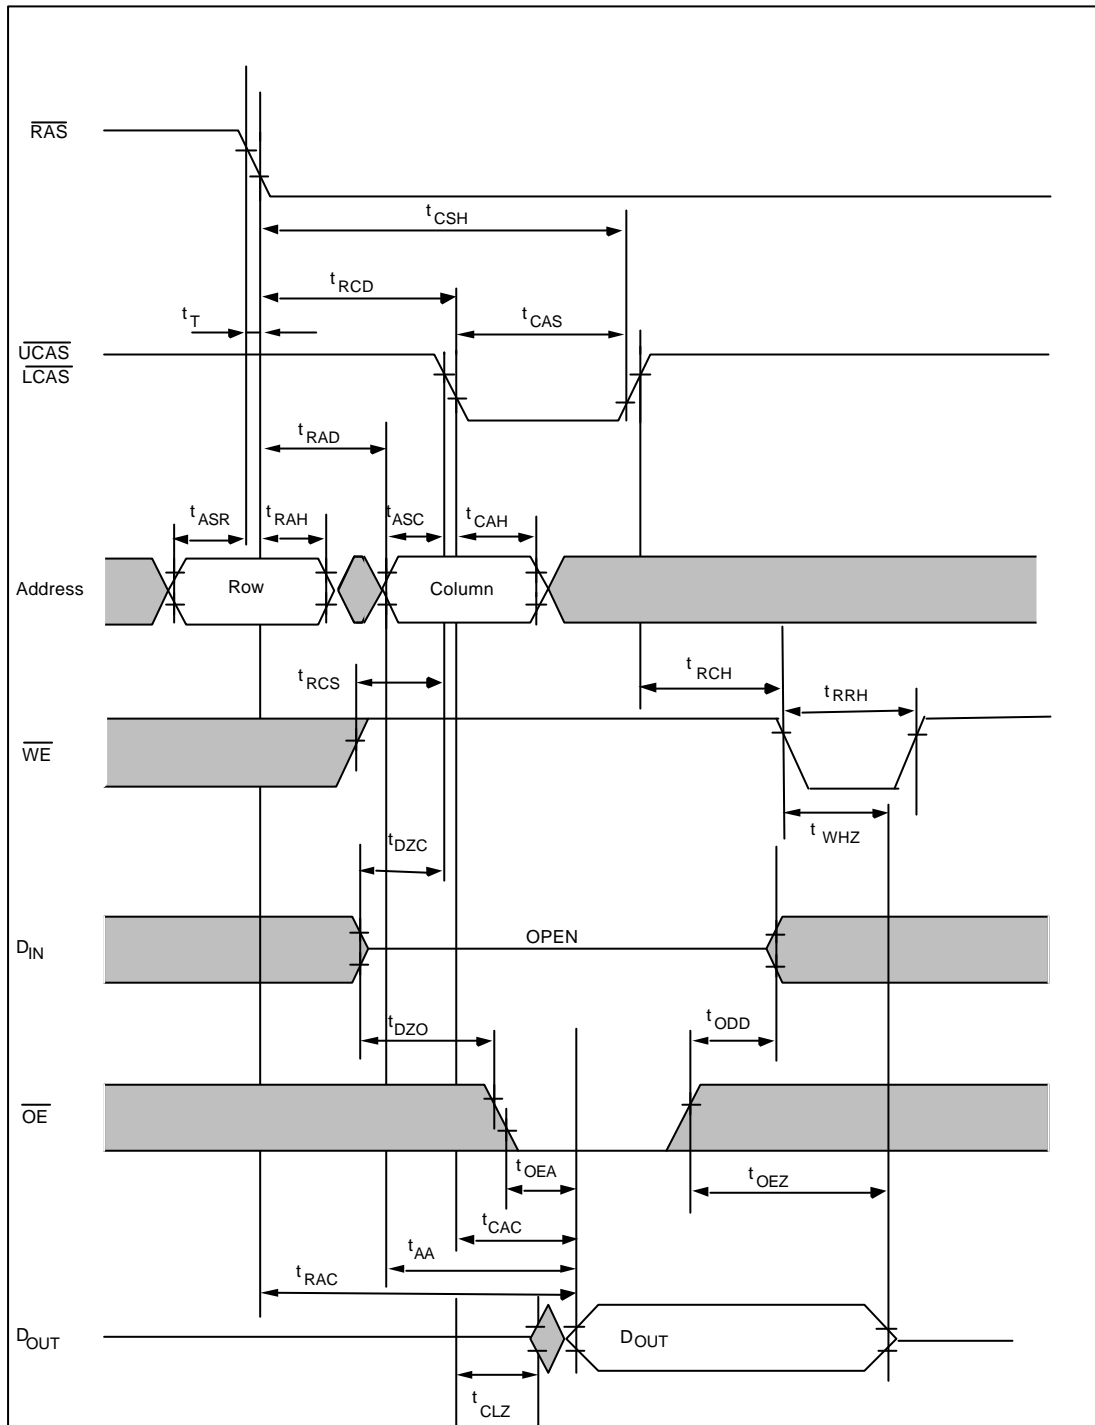 RAS
tCSH
tRCD
tT
tCAS
UCAS
LCAS
tRAD
tASR
tRAH
tASC
tCAH
Address
Row
Column
tRCS
tRCH
tRRH
WE
tDZC
tWHZ
DIN
OPEN
tDZO
tODD
OE
tOEA
tOEZ
tCAC
tAA
tRAC
DOUT
DOUT
tCLZ